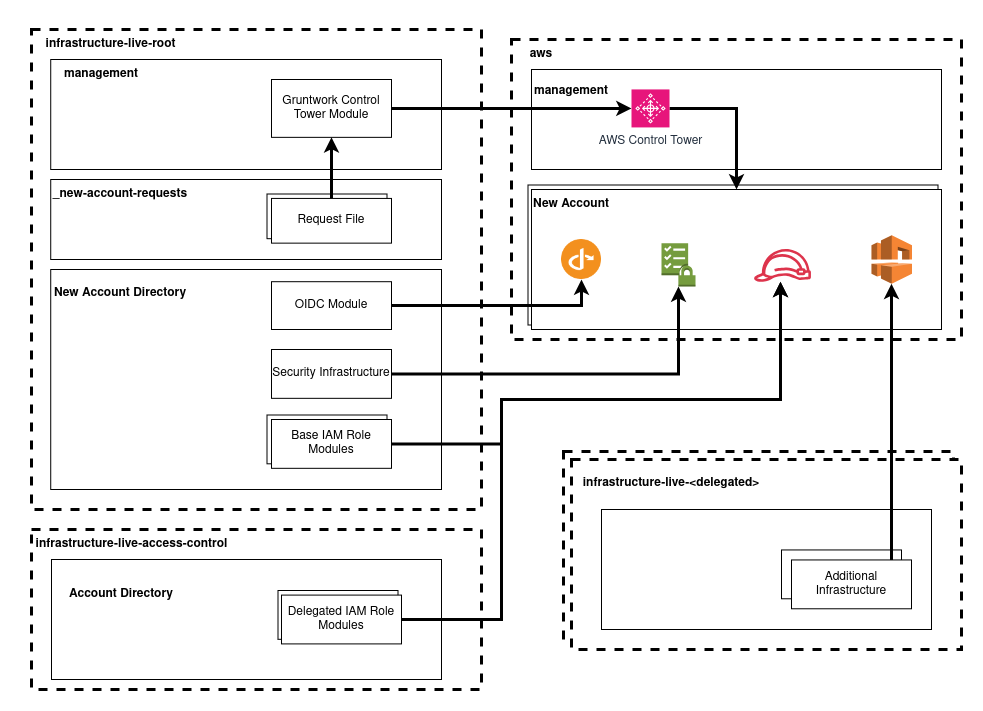 infrastructure-live-root
management
Gruntwork Control
Tower Module
_new-account-requests
Request File
New Account Directory
OIDC Module
Security Infrastructure
Base IAM Role
Modules
infrastructure-live-access-control
Account Directory
Delegated IAM Role
Modules
aws
management
AWS Control Tower
New Account
infrastructure-live-<delegated>
Additional
Infrastructure